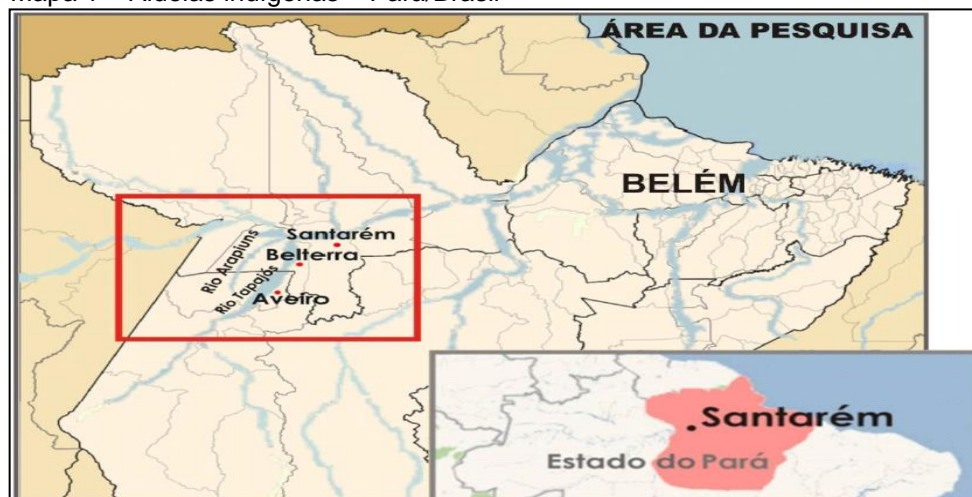 Mapa 1 – Aldeias Indígenas – Pará/Brasil
ÁREA DA PESQUISA
BELÉM
Santarém
Belterra
Rio Arapiuns
Rio Tapajós
Aveiro
Santarém
Estado do Pará